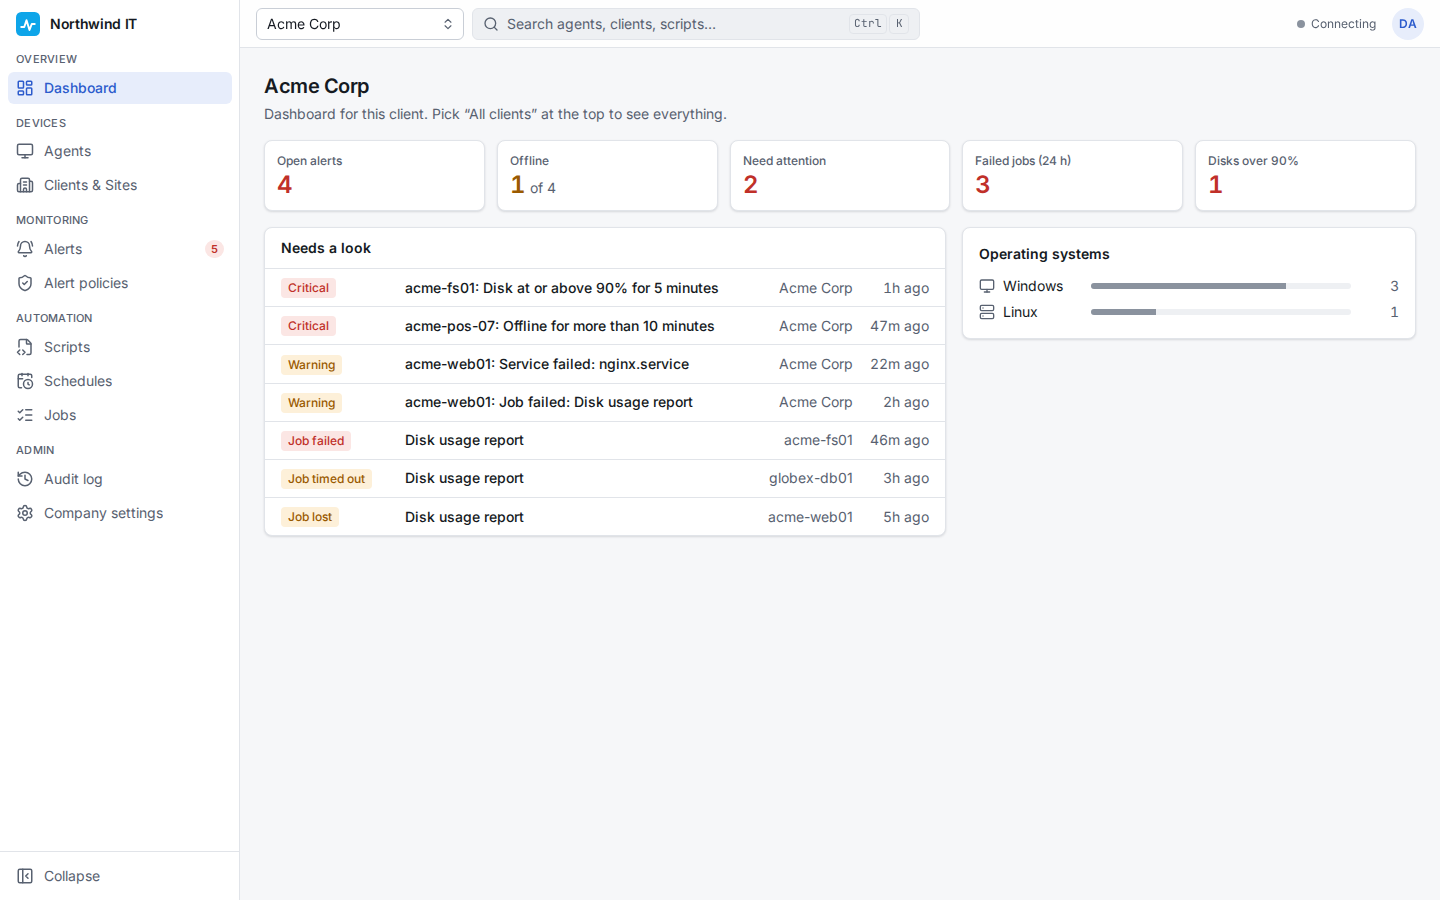 Northwind IT
OVERVIEW
Dashboard
DEVICES
Agents
Clients & Sites
MONITORING
Alerts 5
Alert policies
AUTOMATION
Scripts
Schedules
Jobs
ADMIN
Audit log
Company settings
Collapse
Acme Corp
Search agents, clients, scripts...
Ctrl K
Connecting
DA
Acme Corp
Dashboard for this client. Pick “All clients” at the top to see everything.
Open alerts
4
Offline
1 of 4
Need attention
2
Failed jobs (24 h)
3
Disks over 90%
1
Needs a look
Critical acme-fs01: Disk at or above 90% for 5 minutes Acme Corp 1h ago
Critical acme-pos-07: Offline for more than 10 minutes Acme Corp 47m ago
Warning acme-web01: Service failed: nginx.service Acme Corp 22m ago
Warning acme-web01: Job failed: Disk usage report Acme Corp 2h ago
Job failed Disk usage report acme-fs01 46m ago
Job timed out Disk usage report globex-db01 3h ago
Job lost Disk usage report acme-web01 5h ago
Operating systems
Windows 3
Linux 1